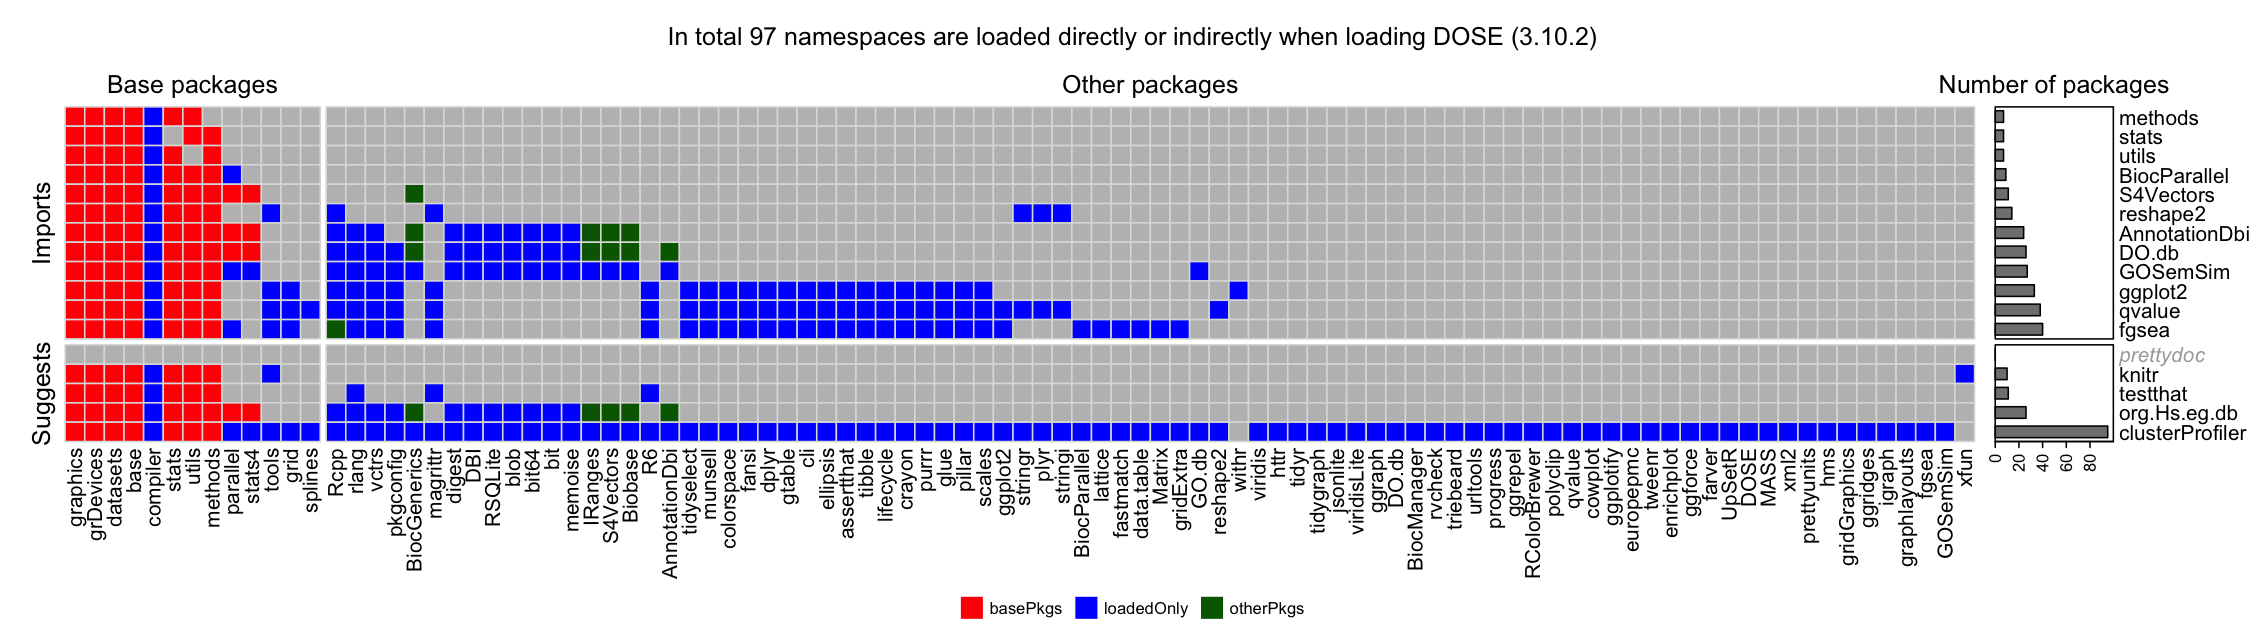 In total 97 namespaces are loaded directly or indirectly when loading DOSE (3.10.2)
Base packages
Other packages
Number of packages
Imports
methods
stats
utils
BiocParallel
S4Vectors
reshape2
AnnotationDbi
DO.db
GOSemSim
ggplot2
qvalue
fgsea
Suggests
prettydoc
knitr
testthat
org.Hs.eg.db
clusterProfiler
graphics
grDevices
datasets
base
compiler
stats
utils
methods
parallel
stats4
tools
grid
splines
Rcpp
rlang
vctrs
pkgconfig
BiocGenerics
magrittr
digest
DBI
RSQLite
blob
bit64
bit
memoise
IRanges
S4Vectors
Biobase
R6
AnnotationDbi
tidyselect
munsell
colorspace
fansi
dplyr
gtable
cli
ellipsis
assertthat
tibble
lifecycle
crayon
purrr
glue
pillar
scales
ggplot2
stringr
plyr
stringi
BiocParallel
lattice
fastmatch
data.table
Matrix
gridExtra
GO.db
reshape2
withr
viridis
httr
tidyr
tidygraph
jsonlite
viridisLite
ggraph
DO.db
BiocManager
rvcheck
triebeard
urltools
progress
ggrepel
RColorBrewer
polyclip
qvalue
cowplot
ggplotify
europepmc
tweenr
enrichplot
ggforce
farver
UpSetR
DOSE
MASS
xml2
prettyunits
hms
gridGraphics
ggridges
igraph
graphlayouts
fgsea
GOSemSim
xfun
0
20
40
60
80
basePkgs
loadedOnly
otherPkgs